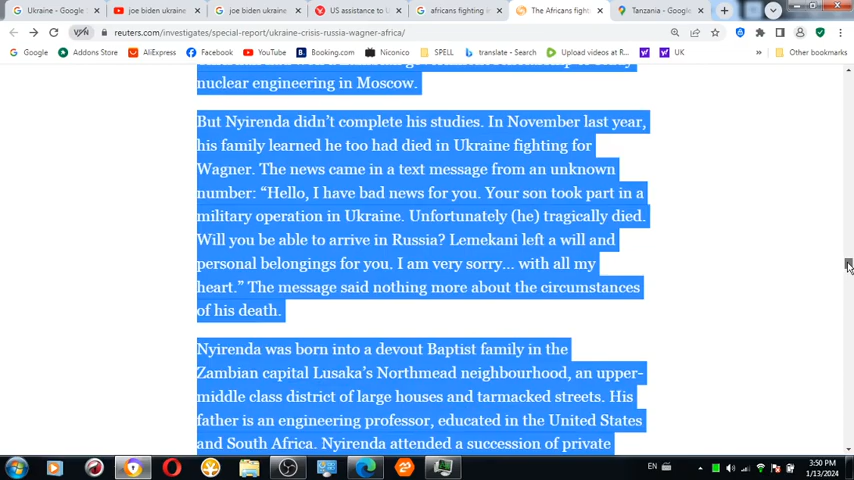 Ukraine - Google
joe biden ukraine
joe biden ukraine
US assistance to U
africans fighting i
The Africans fight
Tanzania - Google
VPN
reuters.com/investigates/special-report/ukraine-crisis-russia-wagner-africa/
Google
Addons Store
AliExpress
Facebook
YouTube
Booking.com
Niconico
SPELL
translate - Search
Upload videos at R...
UK
Other bookmarks
nuclear engineering in Moscow.
But Nyirenda didn’t complete his studies. In November last year,
his family learned he too had died in Ukraine fighting for
Wagner. The news came in a text message from an unknown
number: “Hello, I have bad news for you. Your son took part in a
military operation in Ukraine. Unfortunately (he) tragically died.
Will you be able to arrive in Russia? Lemekani left a will and
personal belongings for you. I am very sorry… with all my
heart.” The message said nothing more about the circumstances
of his death.
Nyirenda was born into a devout Baptist family in the
Zambian capital Lusaka’s Northmead neighbourhood, an upper-
middle class district of large houses and tarmacked streets. His
father is an engineering professor, educated in the United States
and South Africa. Nyirenda attended a succession of private
EN
3:50 PM
1/13/2024